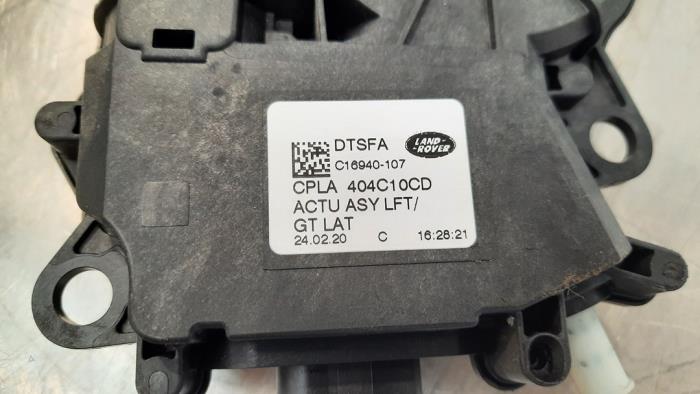 DTSFA LAND-ROVER
C16940-107
CPLA 404C10CD
ACTU ASY LFT/
GT LAT
24.02.20 C 16:28:21